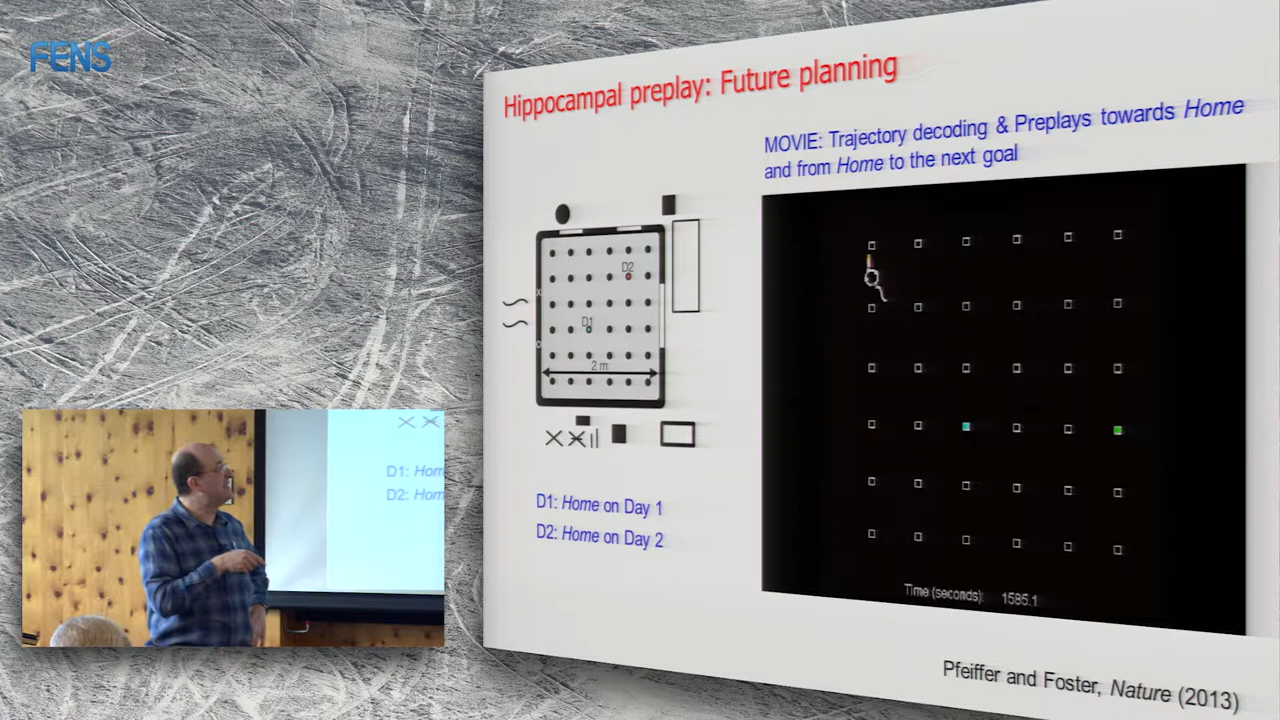 FENS
Hippocampal preplay: Future planning
MOVIE: Trajectory decoding & Preplays towards Home
and from Home to the next goal
D2
D1
2 m
D1: Home on Day 1
D2: Home on Day 2
Time (seconds): 1585.1
Pfeiffer and Foster, Nature (2013)
D1: Hom
D2: Hom